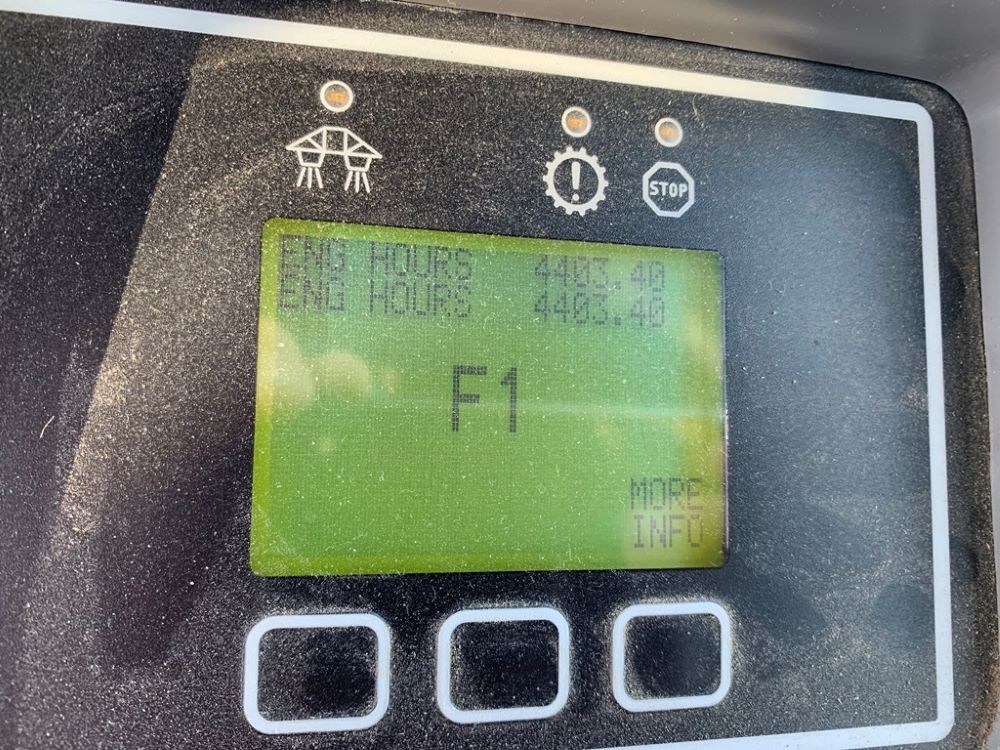 STOP
ENG HOURS 4403.40
ENG HOURS 4403.40
F1
MORE
INFO